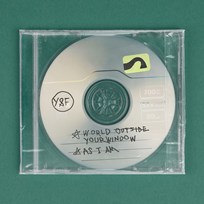 Y&F
☆ WORLD OUTSIDE
YOUR WINDOW
☆ AS I AM